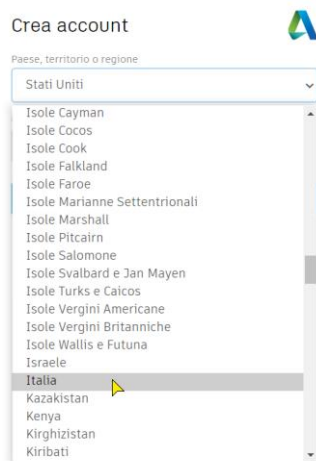 Crea account
Paese, territorio o regione
Stati Uniti
Isole Cayman
Isole Cocos
Isole Cook
Isole Falkland
Isole Faroe
Isole Marianne Settentrionali
Isole Marshall
Isole Pitcairn
Isole Salomone
Isole Svalbard e Jan Mayen
Isole Turks e Caicos
Isole Vergini Americane
Isole Vergini Britanniche
Isole Wallis e Futuna
Israele
Italia
Kazakistan
Kenya
Kirghizistan
Kiribati